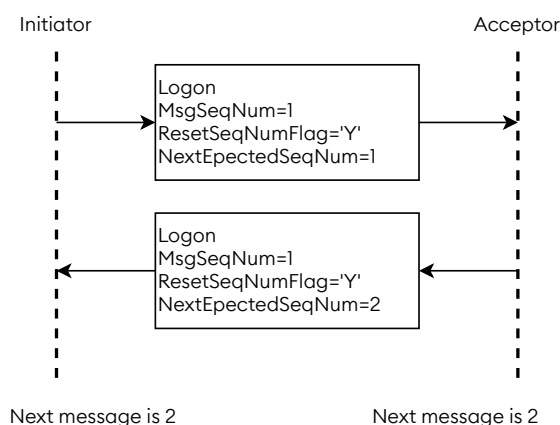 Initiator
Acceptor
Logon
MsgSeqNum=1
ResetSeqNumFlag='Y'
NextEpectedSeqNum=1
Logon
MsgSeqNum=1
ResetSeqNumFlag='Y'
NextEpectedSeqNum=2
Next message is 2
Next message is 2